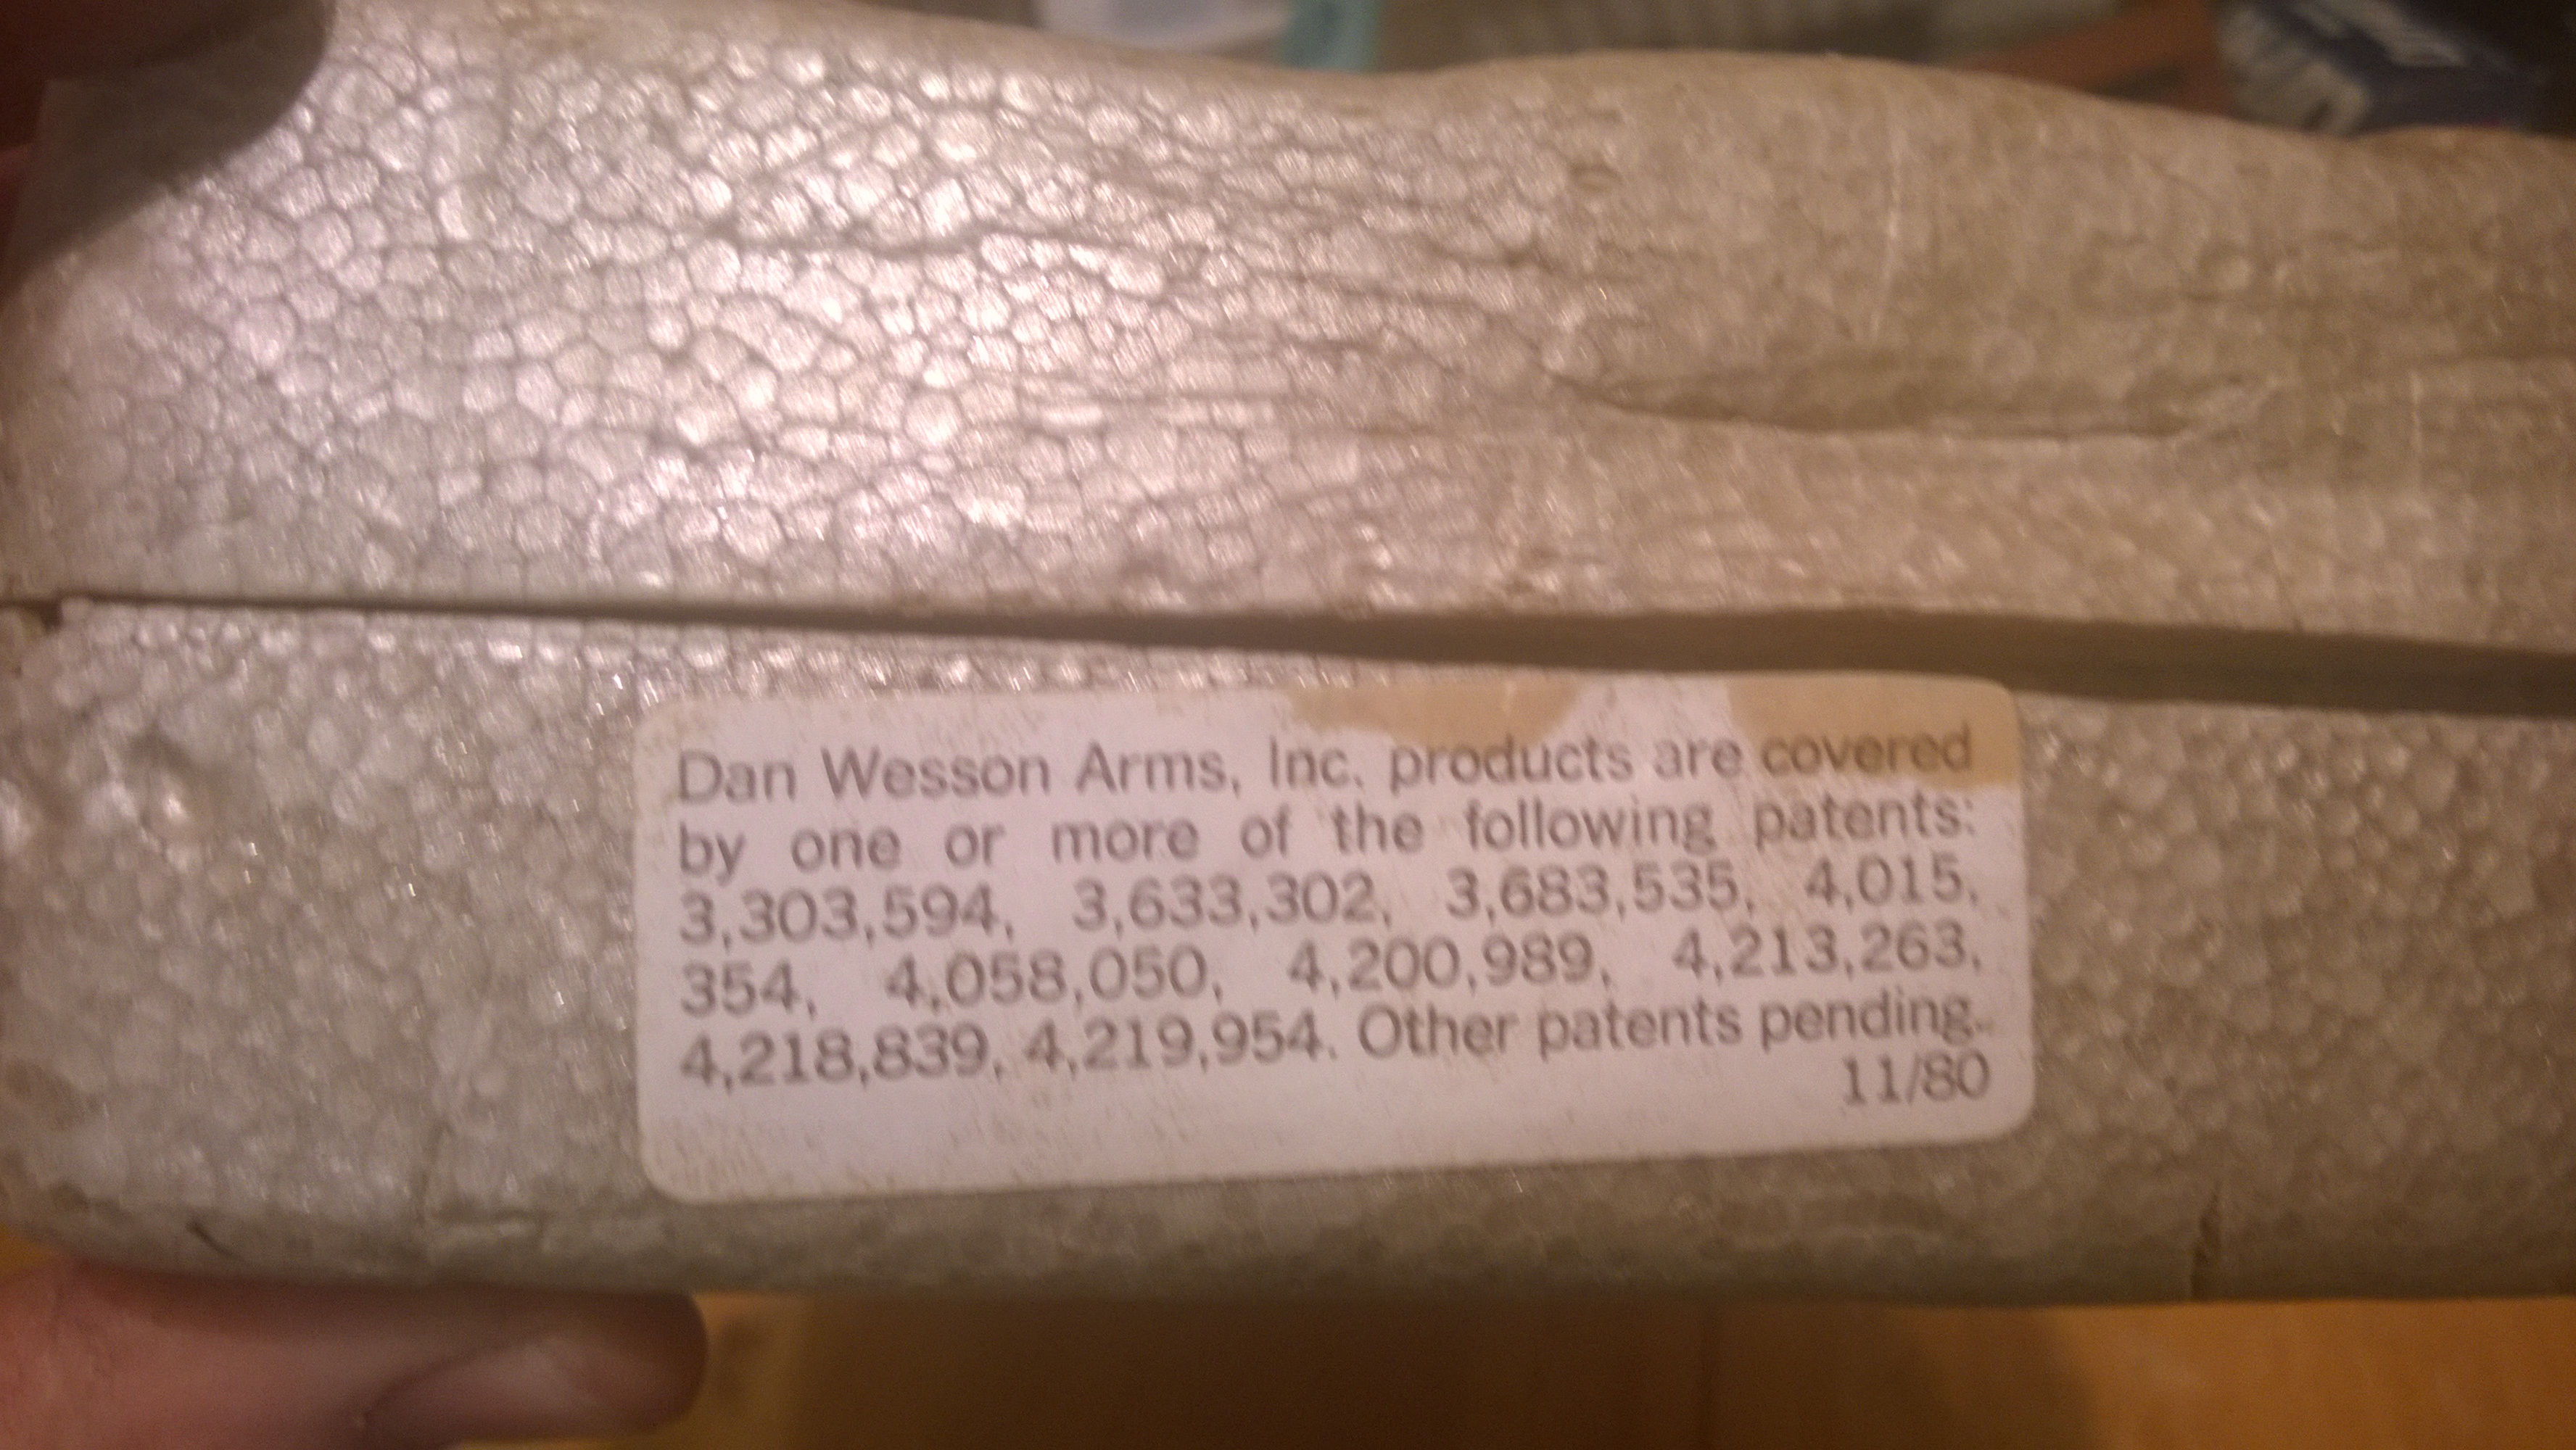 Dan Wesson Arms, Inc. products are covered
by one or more of the following patents:
3,303,594, 3,633,302, 3,683,535, 4,015,
354, 4,058,050, 4,200,989, 4,213,263,
4,218,839, 4,219,954. Other patents pending.
11/80